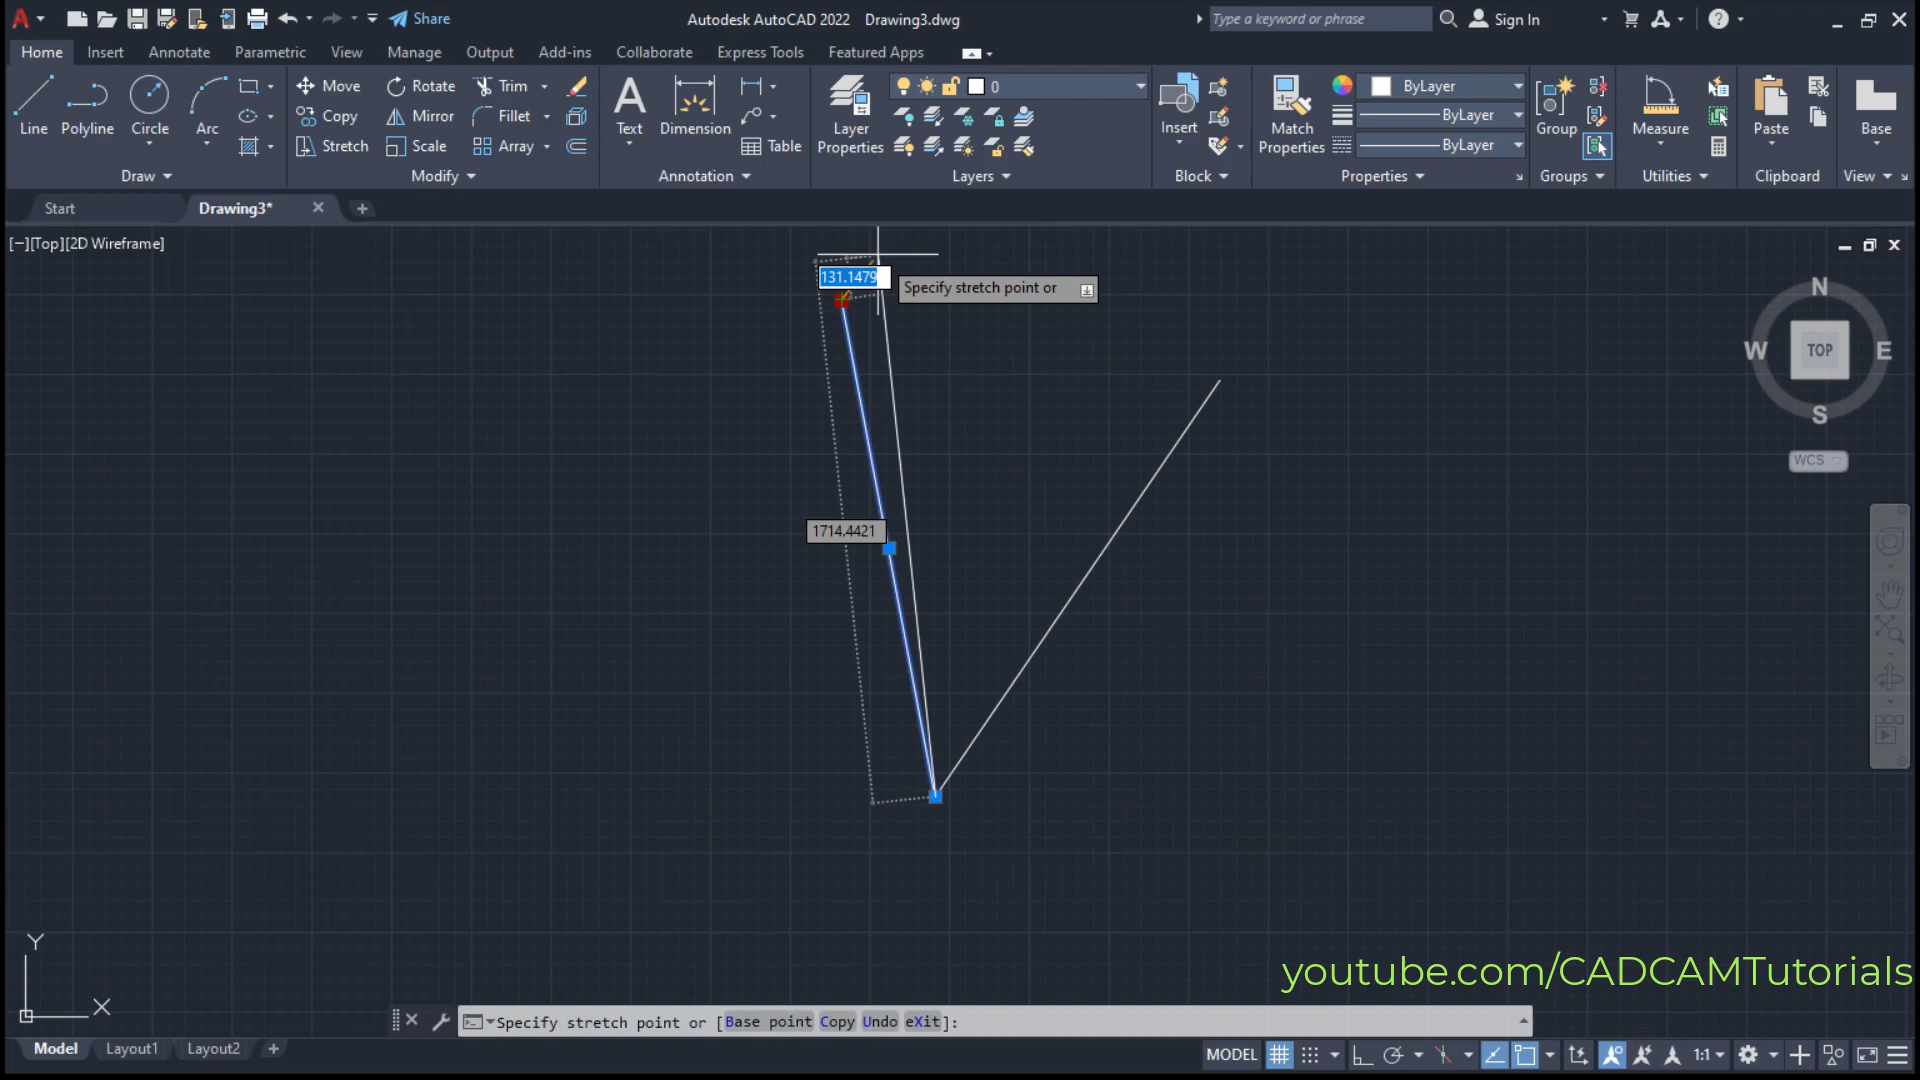 Share
Autodesk AutoCAD 2022 Drawing3.dwg
Type a keyword or phrase
Sign In
Home Insert Annotate Parametric View Manage Output Add-ins Collaborate Express Tools Featured Apps
Line Polyline Circle Arc
Move Rotate Trim
Copy Mirror Fillet
Stretch Scale Array
Text Dimension Table
Layer Properties
0
Insert
Match Properties
ByLayer
ByLayer
ByLayer
Group
Measure
Paste
Base
Draw Modify Annotation Layers Block Properties Groups Utilities Clipboard View
Start Drawing3*
[−][Top][2D Wireframe]
131.1479
Specify stretch point or
1714.4421
N
W TOP E
S
WCS
Y
X
youtube.com/CADCAMTutorials
Specify stretch point or [Base point Copy Undo eXit]:
Model Layout1 Layout2
MODEL 1:1